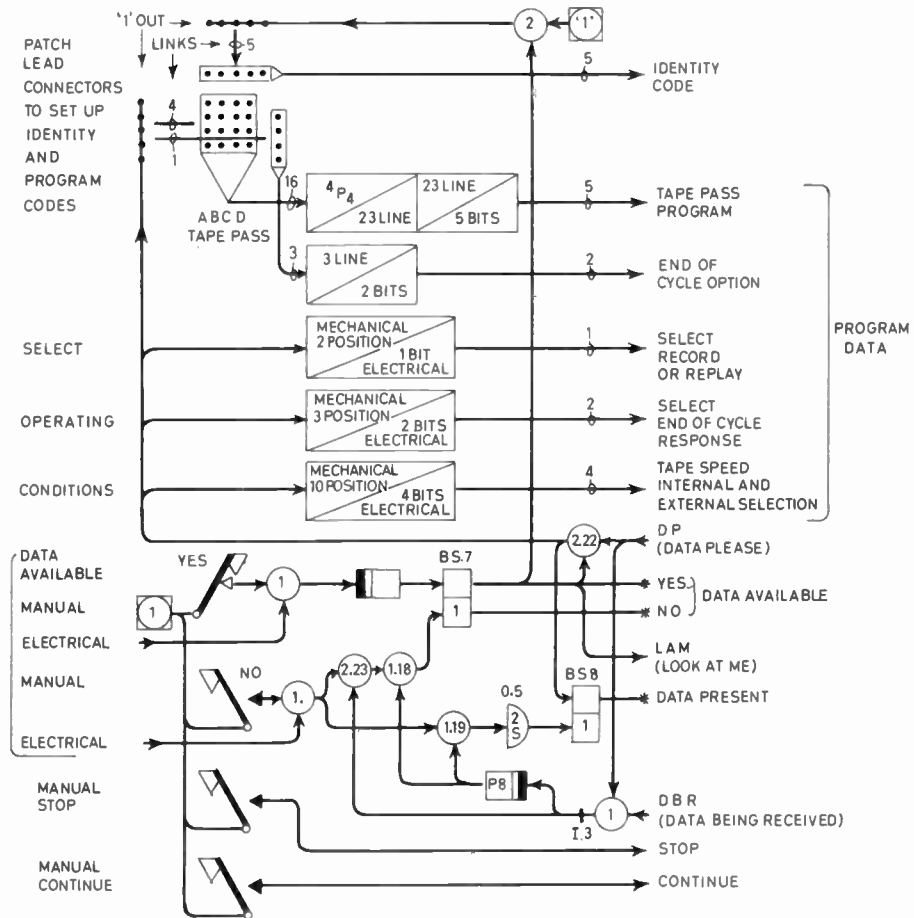 '1' OUT
LINKS
5
2
'1'
PATCH
LEAD
CONNECTORS
TO SET UP
IDENTITY
AND
PROGRAM
CODES
4
1
5
IDENTITY
CODE
A B C D
TAPE PASS
16
4P4
23 LINE
23 LINE
5 BITS
5
TAPE PASS
PROGRAM
3
3 LINE
2 BITS
2
END OF
CYCLE OPTION
PROGRAM
DATA
SELECT
MECHANICAL
2 POSITION
1 BIT
ELECTRICAL
1
SELECT
RECORD
OR REPLAY
OPERATING
MECHANICAL
3 POSITION
2 BITS
ELECTRICAL
2
SELECT
END OF CYCLE
RESPONSE
CONDITIONS
MECHANICAL
10 POSITION
4 BITS
ELECTRICAL
4
TAPE SPEED
INTERNAL AND
EXTERNAL SELECTION
2.22
DP
(DATA PLEASE)
DATA
AVAILABLE
MANUAL
ELECTRICAL
YES
1
1
BS.7
1
YES
NO
DATA AVAILABLE
LAM
(LOOK AT ME)
MANUAL
ELECTRICAL
NO
1.
2.23
1.18
1.19
0.5
2
S
BS 8
1
DATA PRESENT
P8
I.3
1
DBR
(DATA BEING RECEIVED)
MANUAL
STOP
STOP
MANUAL
CONTINUE
CONTINUE